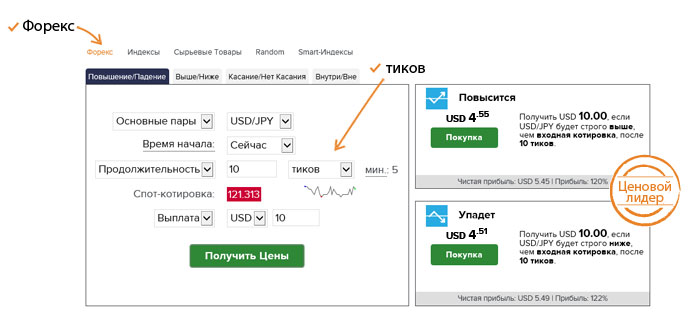 ✓ Форекс
Форекс Индексы Сырьевые Товары Random Smart-Индексы
✓ тиков
Повышение/Падение Выше/Ниже Касание/Нет Касания Внутри/Вне
Основные пары USD/JPY
Время начала: Сейчас
Продолжительность 10 тиков мин.: 5
Спот-котировка: 121.313
Выплата USD 10
Получить Цены
Повысится
USD 4.55
Покупка
Получить USD 10.00, если
USD/JPY будет строго выше,
чем входная котировка, после
10 тиков.
Чистая прибыль: USD 5.45 | Прибыль: 120%
Ценовой
лидер
Упадет
USD 4.51
Покупка
Получить USD 10.00, если
USD/JPY будет строго ниже,
чем входная котировка, после
10 тиков.
Чистая прибыль: USD 5.49 | Прибыль: 122%